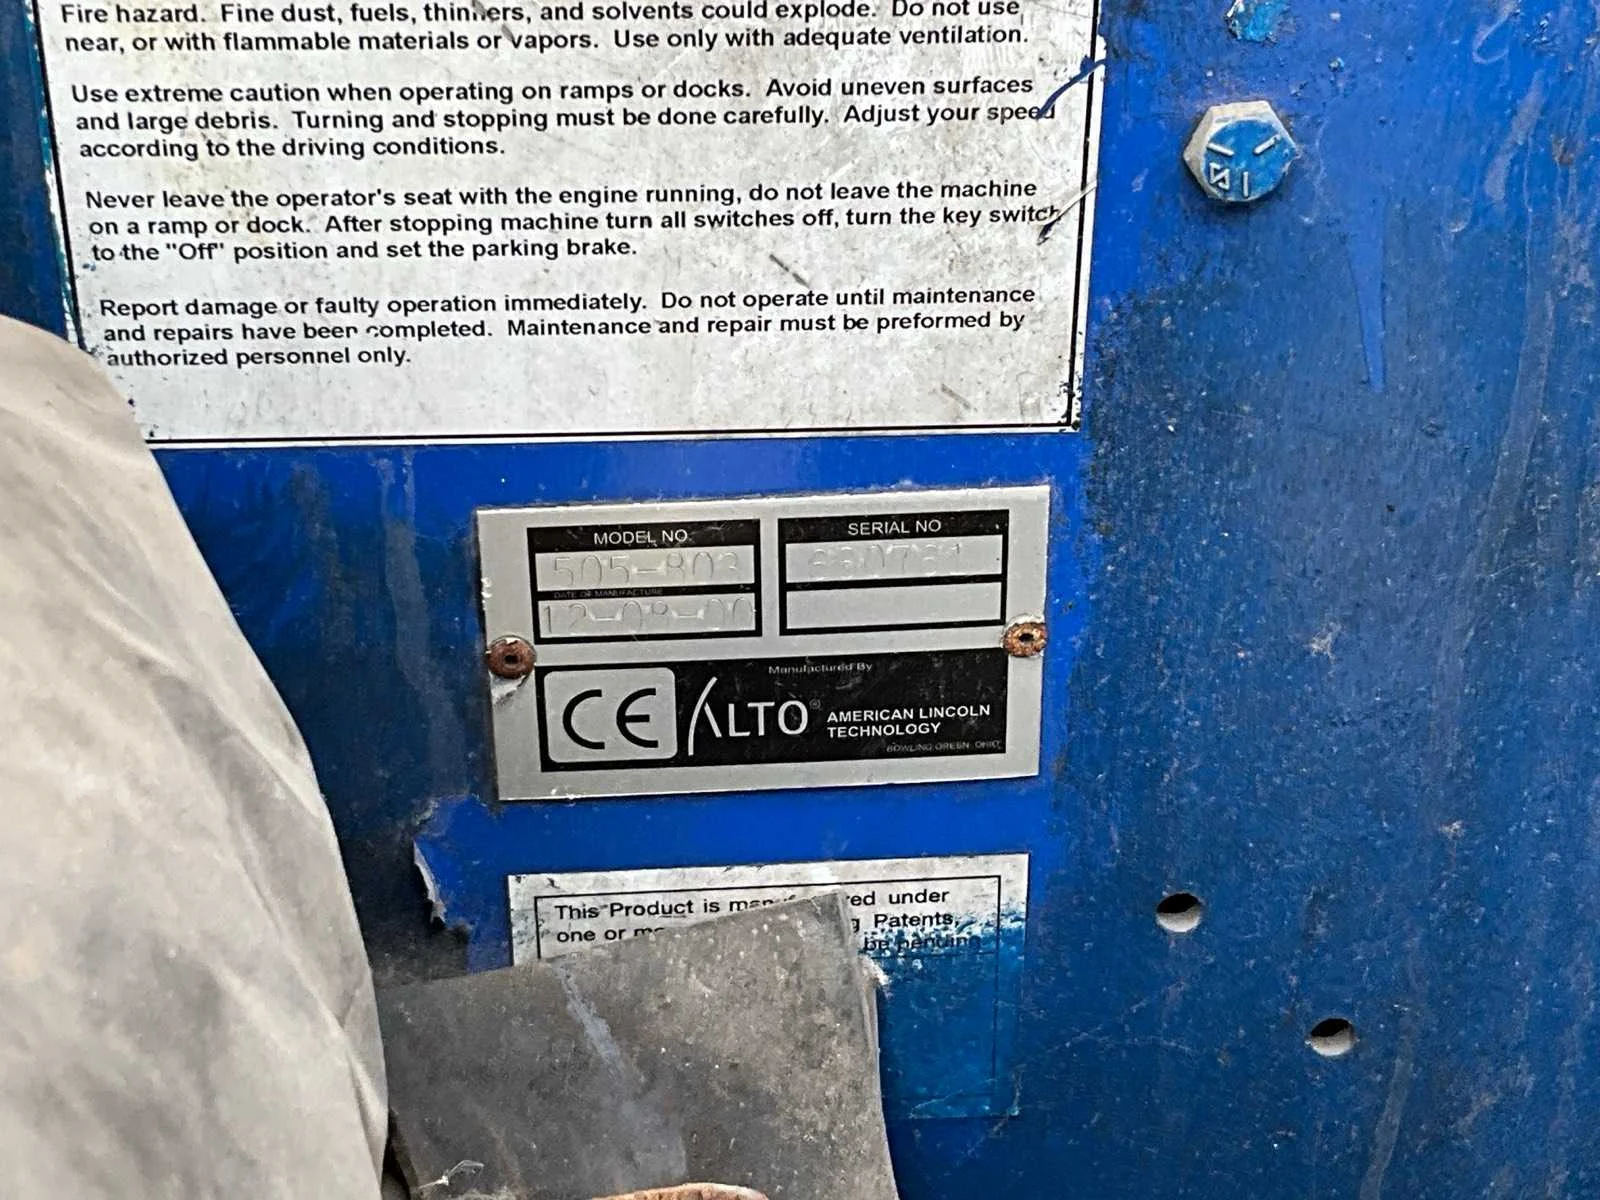 Fire hazard. Fine dust, fuels, thinners, and solvents could explode. Do not use
near, or with flammable materials or vapors. Use only with adequate ventilation.
Use extreme caution when operating on ramps or docks. Avoid uneven surfaces
and large debris. Turning and stopping must be done carefully. Adjust your speed
according to the driving conditions.
Never leave the operator's seat with the engine running, do not leave the machine
on a ramp or dock. After stopping machine turn all switches off, turn the key switch
to the "Off" position and set the parking brake.
Report damage or faulty operation immediately. Do not operate until maintenance
and repairs have been completed. Maintenance and repair must be preformed by
authorized personnel only.
MODEL NO.
505-803
DATE OF MANUFACTURE
12-08-00
SERIAL NO
Manufactured By
CE ALTO® AMERICAN LINCOLN
TECHNOLOGY
BOWLING GREEN, OHIO
This Product is under
one or Patents,
be pending